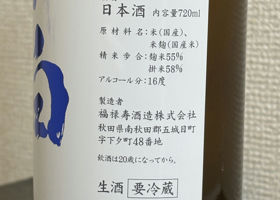 日本酒 内容量720ml
原材料名:米(国産)、
米麹(国産米)
精米歩合:麹米55%
掛米58%
アルコール分:16度
製造者
福禄寿酒造株式会社
秋田県南秋田郡五城目町
字下夕町48番地
飲酒は20歳になってから。
生酒 要冷蔵